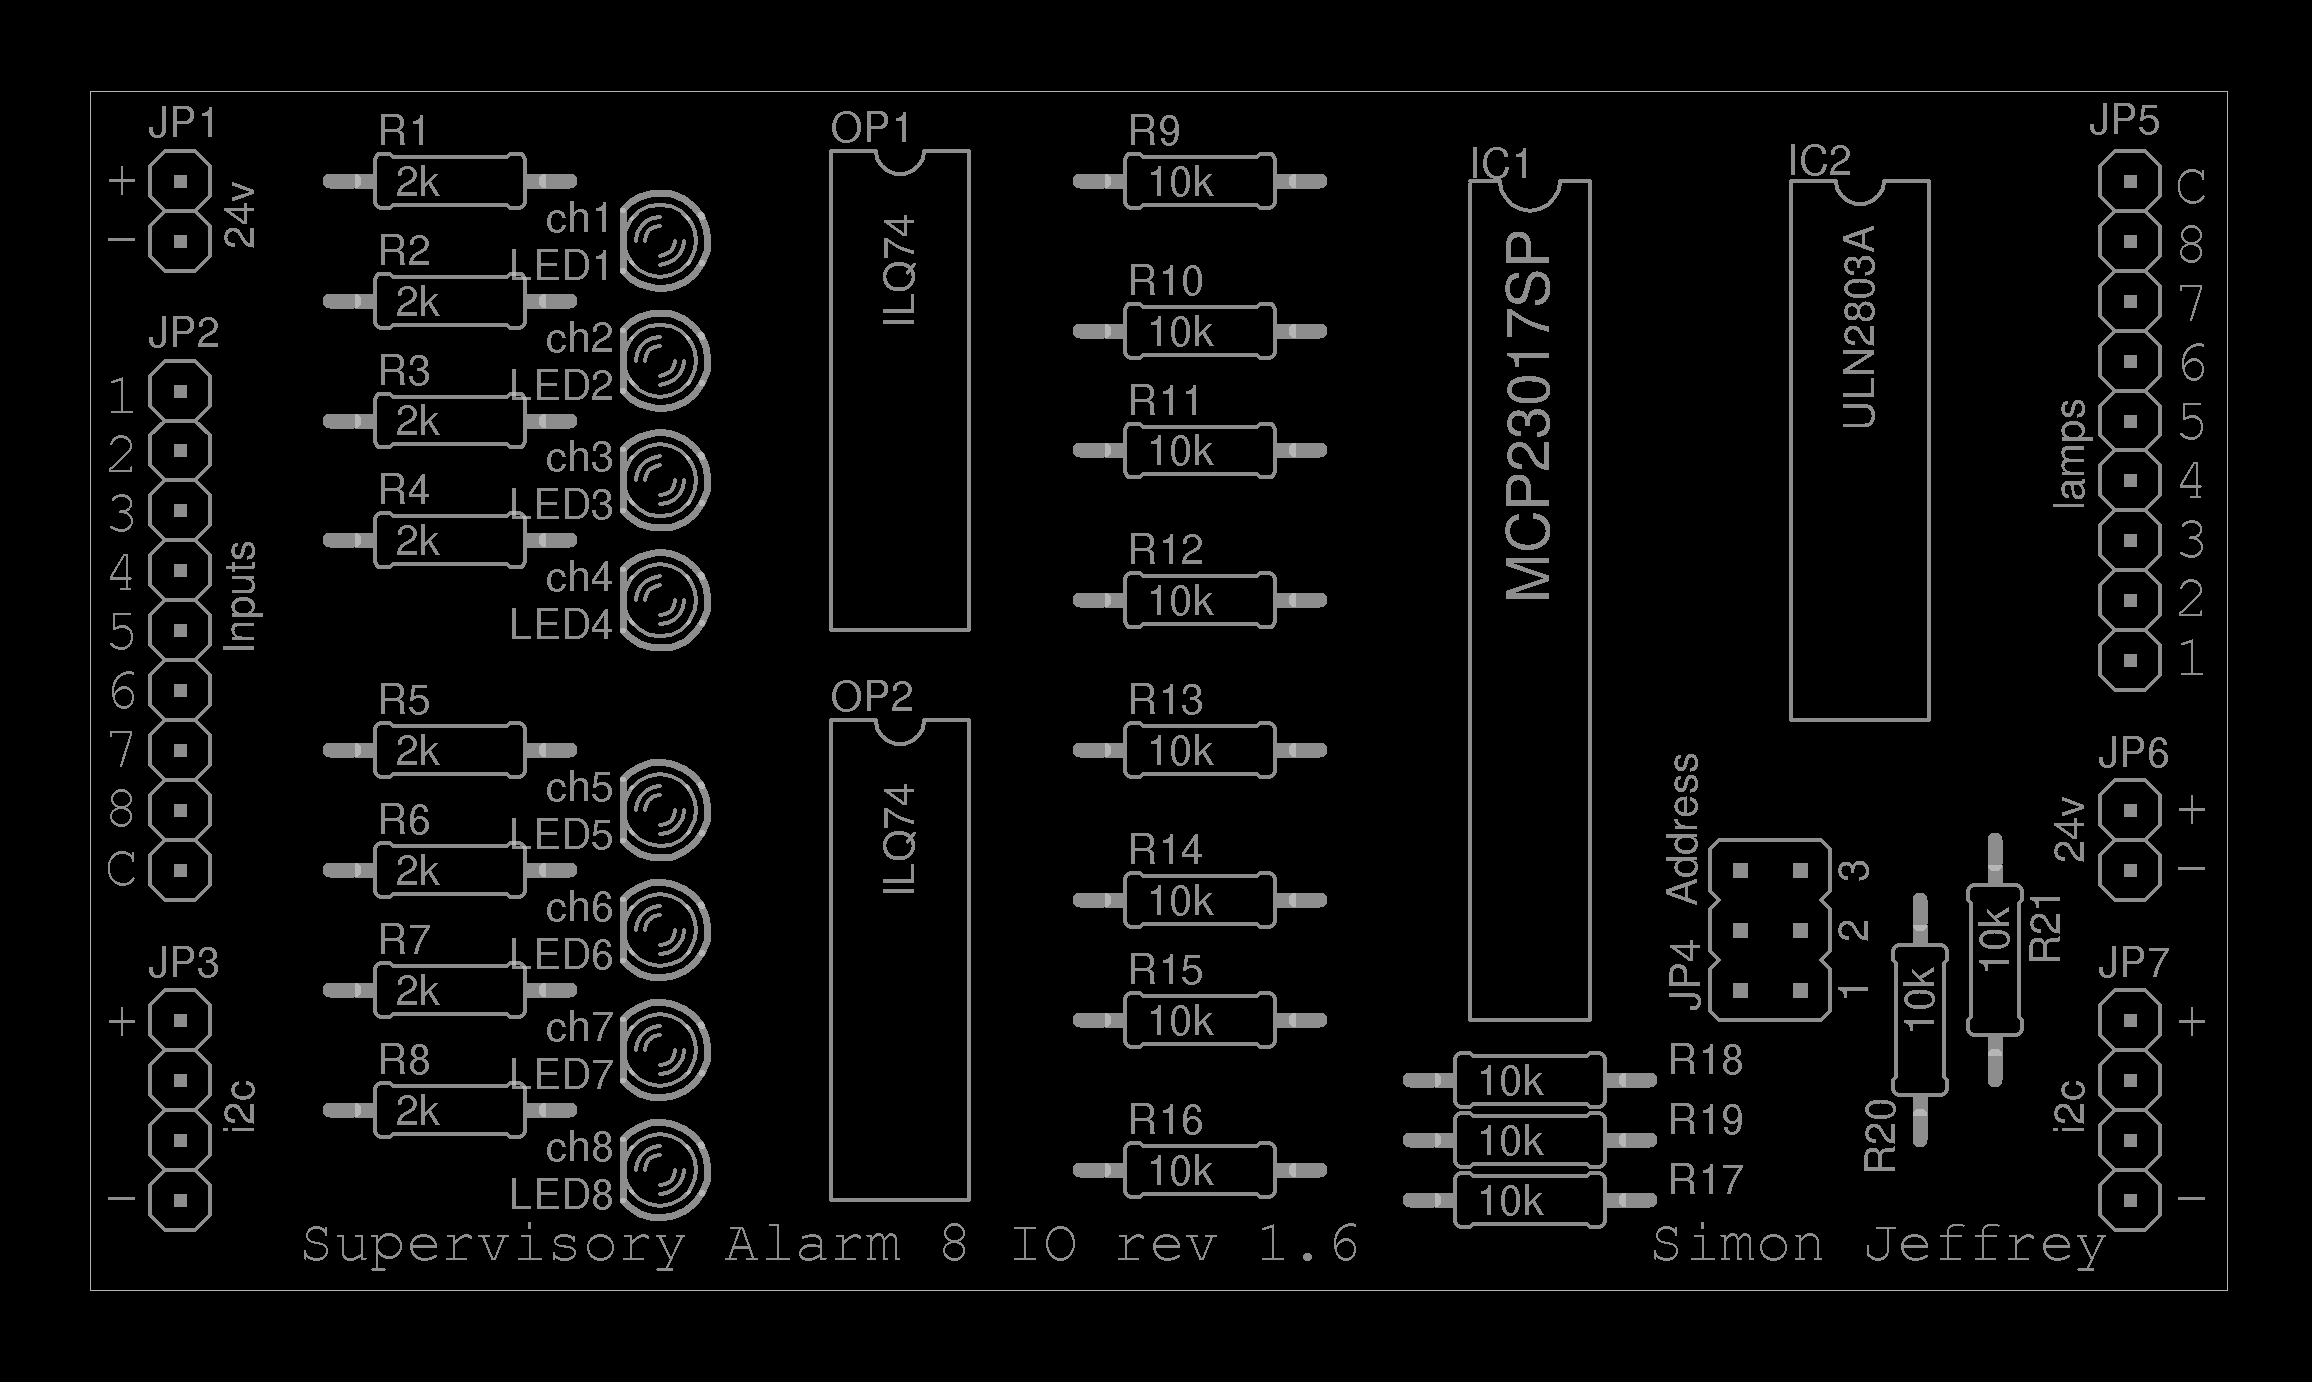 JP1
+
−
24v
JP2
1
2
3
4
5
6
7
8
C
Inputs
JP3
+
−
i2c
R1
2k
R2
2k
R3
2k
R4
2k
R5
2k
R6
2k
R7
2k
R8
2k
ch1
LED1
ch2
LED2
ch3
LED3
ch4
LED4
ch5
LED5
ch6
LED6
ch7
LED7
ch8
LED8
OP1
ILQ74
OP2
ILQ74
R9
10k
R10
10k
R11
10k
R12
10k
R13
10k
R14
10k
R15
10k
R16
10k
IC1
MCP23017SP
IC2
ULN2803A
R18
10k
R19
10k
R17
10k
JP4 Address
3
2
1
R20
10k
R21
10k
JP5
C
8
7
6
5
4
3
2
1
lamps
JP6
+
−
24v
JP7
+
−
i2c
Supervisory Alarm 8 IO rev 1.6
Simon Jeffrey